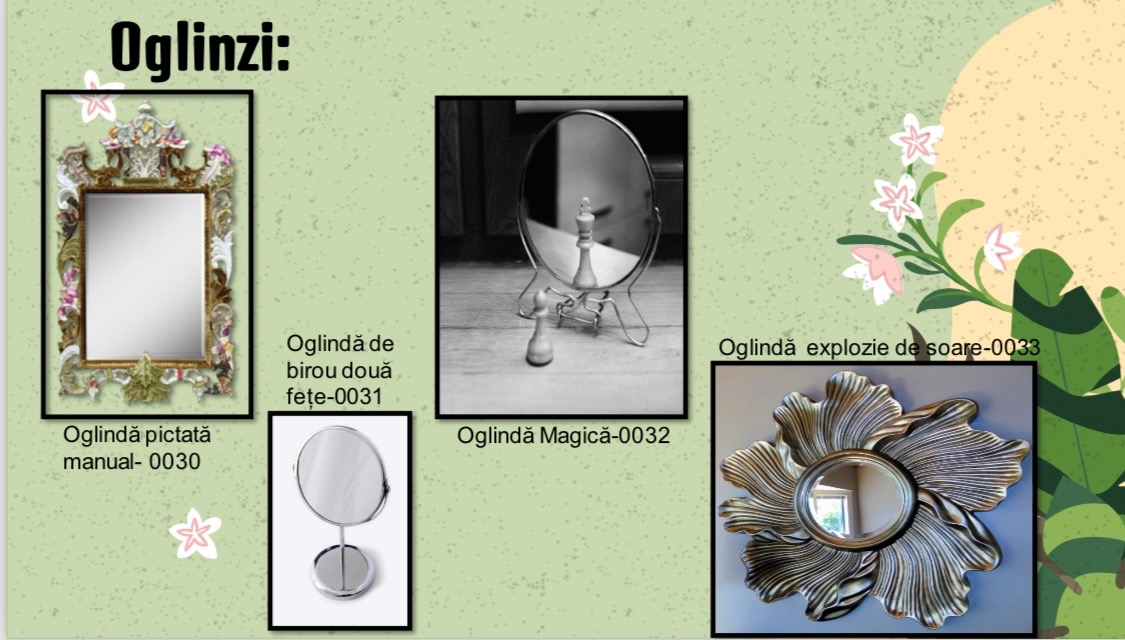 Oglinzi:
Oglindă pictată
manual- 0030
Oglindă de
birou două
fețe-0031
Oglindă Magică-0032
Oglindă  explozie de soare-0033